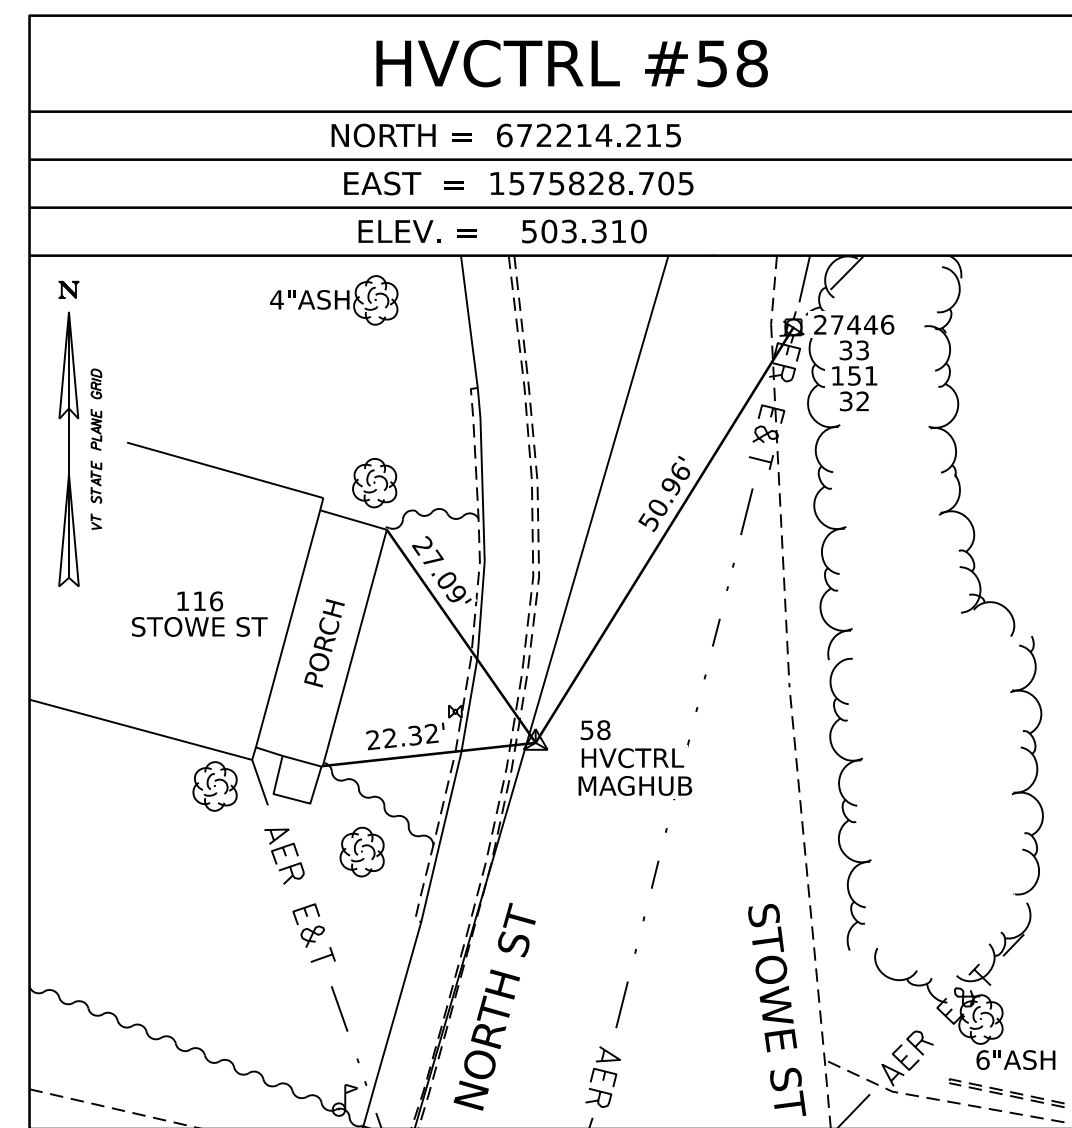 HVCTRL #58
NORTH = 672214.215
EAST = 1575828.705
ELEV. = 503.310
N
VT STATE PLANE GRID
4"ASH
27446
33
151
32
AER E&T
50.96'
27.09'
116
STOWE ST
PORCH
22.32'
58
HVCTRL
MAGHUB
AER E&T
NORTH ST
STOWE ST
AER
AER E&T
6"ASH